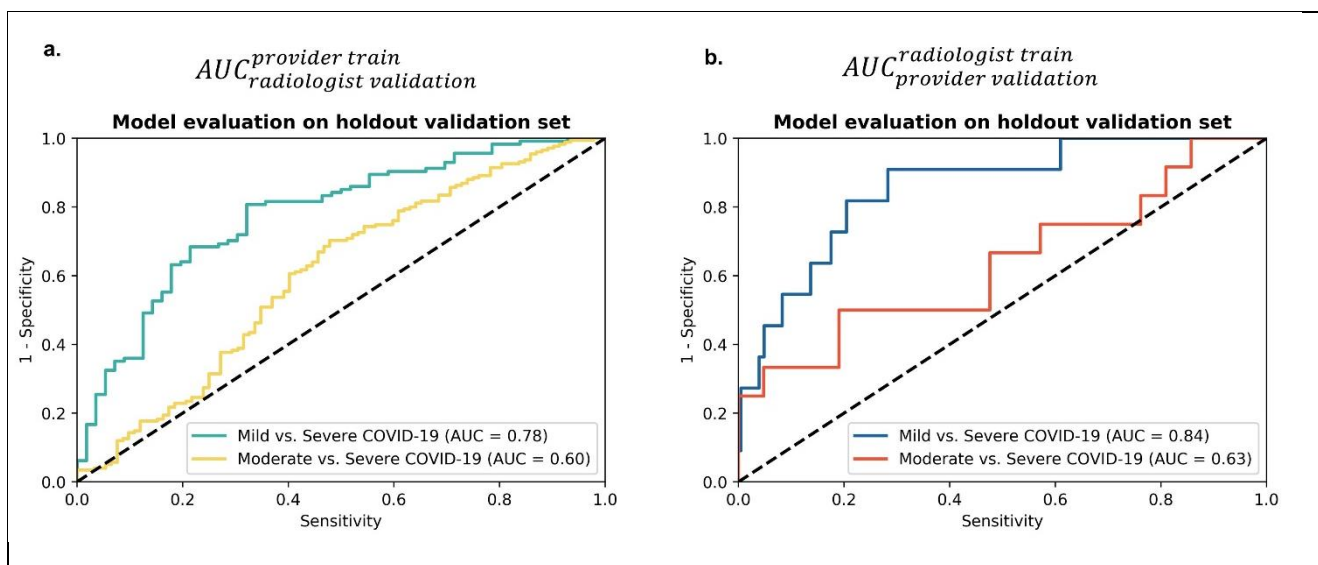 a.
AUC^{provider train}_{radiologist validation}
Model evaluation on holdout validation set
1.0
0.8
0.6
0.4
0.2
0.0
1 - Specificity
Mild vs. Severe COVID-19 (AUC = 0.78)
Moderate vs. Severe COVID-19 (AUC = 0.60)
0.0 0.2 0.4 0.6 0.8 1.0
Sensitivity
b.
AUC^{radiologist train}_{provider validation}
Model evaluation on holdout validation set
1.0
0.8
0.6
0.4
0.2
0.0
1 - Specificity
Mild vs. Severe COVID-19 (AUC = 0.84)
Moderate vs. Severe COVID-19 (AUC = 0.63)
0.0 0.2 0.4 0.6 0.8 1.0
Sensitivity